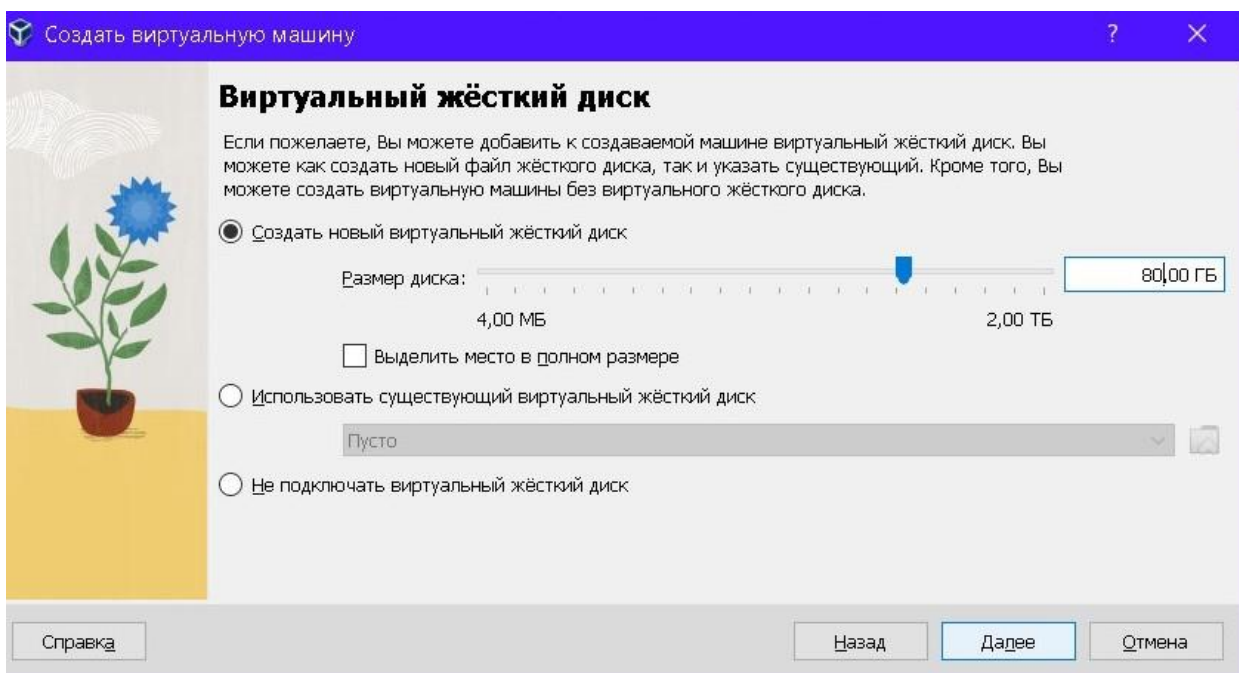 Создать виртуальную машину ?
Виртуальный жёсткий диск
Если пожелаете, Вы можете добавить к создаваемой машине виртуальный жёсткий диск. Вы
можете как создать новый файл жёсткого диска, так и указать существующий. Кроме того, Вы
можете создать виртуальную машины без виртуального жёсткого диска.
Создать новый виртуальный жёсткий диск
Размер диска: 80,00 ГБ
4,00 МБ 2,00 ТБ
Выделить место в полном размере
Использовать существующий виртуальный жёсткий диск
Пусто
Не подключать виртуальный жёсткий диск
Справка Назад Далее Отмена